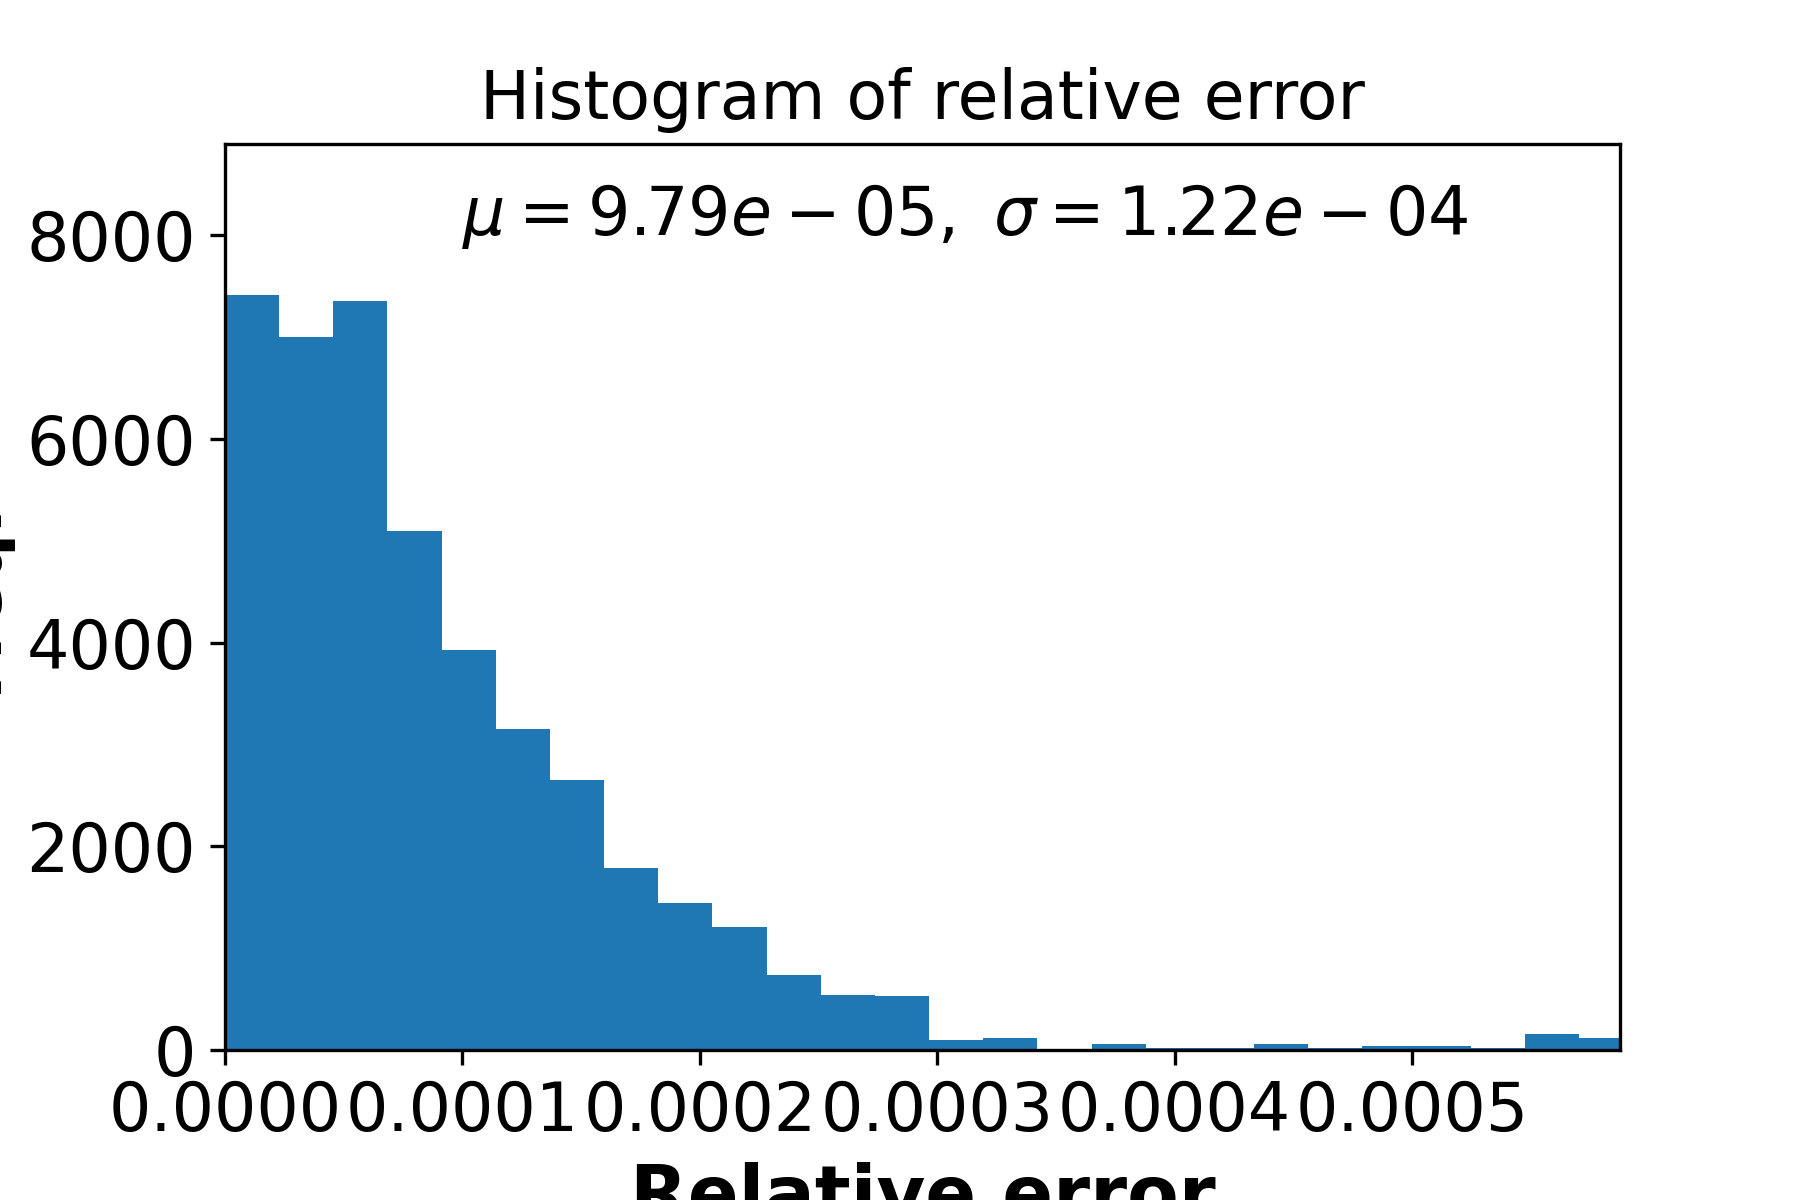 Histogram of relative error
μ = 9.79e − 05, σ = 1.22e − 04
8000
6000
4000
2000
0
0.0000 0.0001 0.0002 0.0003 0.0004 0.0005
Relative error